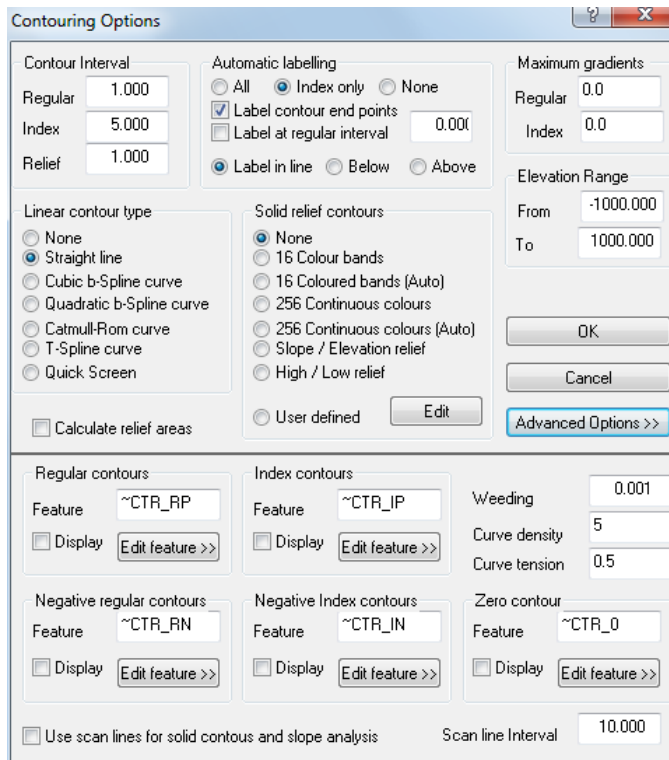 Contouring Options
?
X
Contour Interval
Regular 1.000
Index 5.000
Relief 1.000
Automatic labelling
All Index only None
Label contour end points
Label at regular interval 0.00(
Label in line Below Above
Maximum gradients
Regular 0.0
Index 0.0
Elevation Range
From -1000.000
To 1000.000
Linear contour type
None
Straight line
Cubic b-Spline curve
Quadratic b-Spline curve
Catmull-Rom curve
T-Spline curve
Quick Screen
Calculate relief areas
Solid relief contours
None
16 Colour bands
16 Coloured bands (Auto)
256 Continuous colours
256 Continuous colours (Auto)
Slope / Elevation relief
High / Low relief
User defined Edit
OK
Cancel
Advanced Options >>
Regular contours
Feature ~CTR_RP
Display Edit feature >>
Index contours
Feature ~CTR_IP
Display Edit feature >>
Weeding 0.001
Curve density 5
Curve tension 0.5
Negative regular contours
Feature ~CTR_RN
Display Edit feature >>
Negative Index contours
Feature ~CTR_IN
Display Edit feature >>
Zero contour
Feature ~CTR_0
Display Edit feature >>
Use scan lines for solid contous and slope analysis
Scan line Interval 10.000